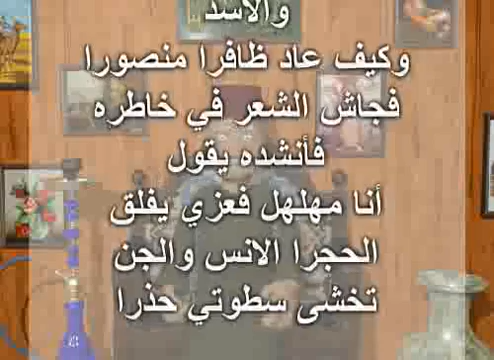 والاسد
وكيف عاد ظافرا منصورا
فجاش الشعر في خاطره
فأنشده يقول
أنا مهلهل فعزي يفلق
الحجرا الانس والجن
تخشى سطوتي حذرا